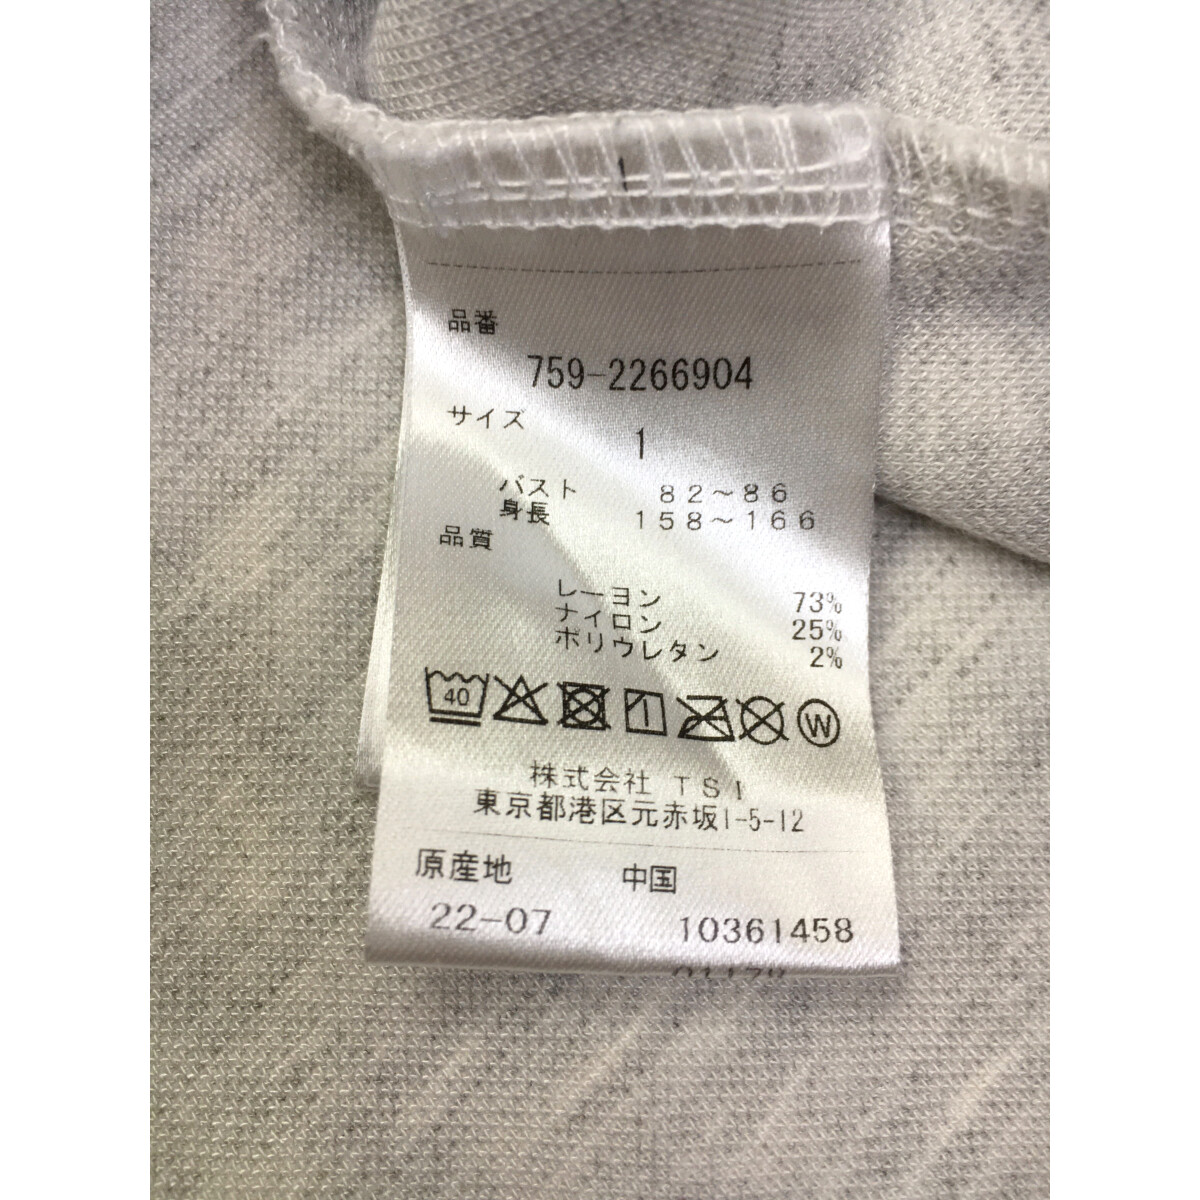 品番
759-2266904
サイズ
1
バスト 82~86
身長 158~166
品質
レーヨン 73%
ナイロン 25%
ポリウレタン 2%
40 W
株式会社 TSI
東京都港区元赤坂1-5-12
原産地 中国
22-07 10361458